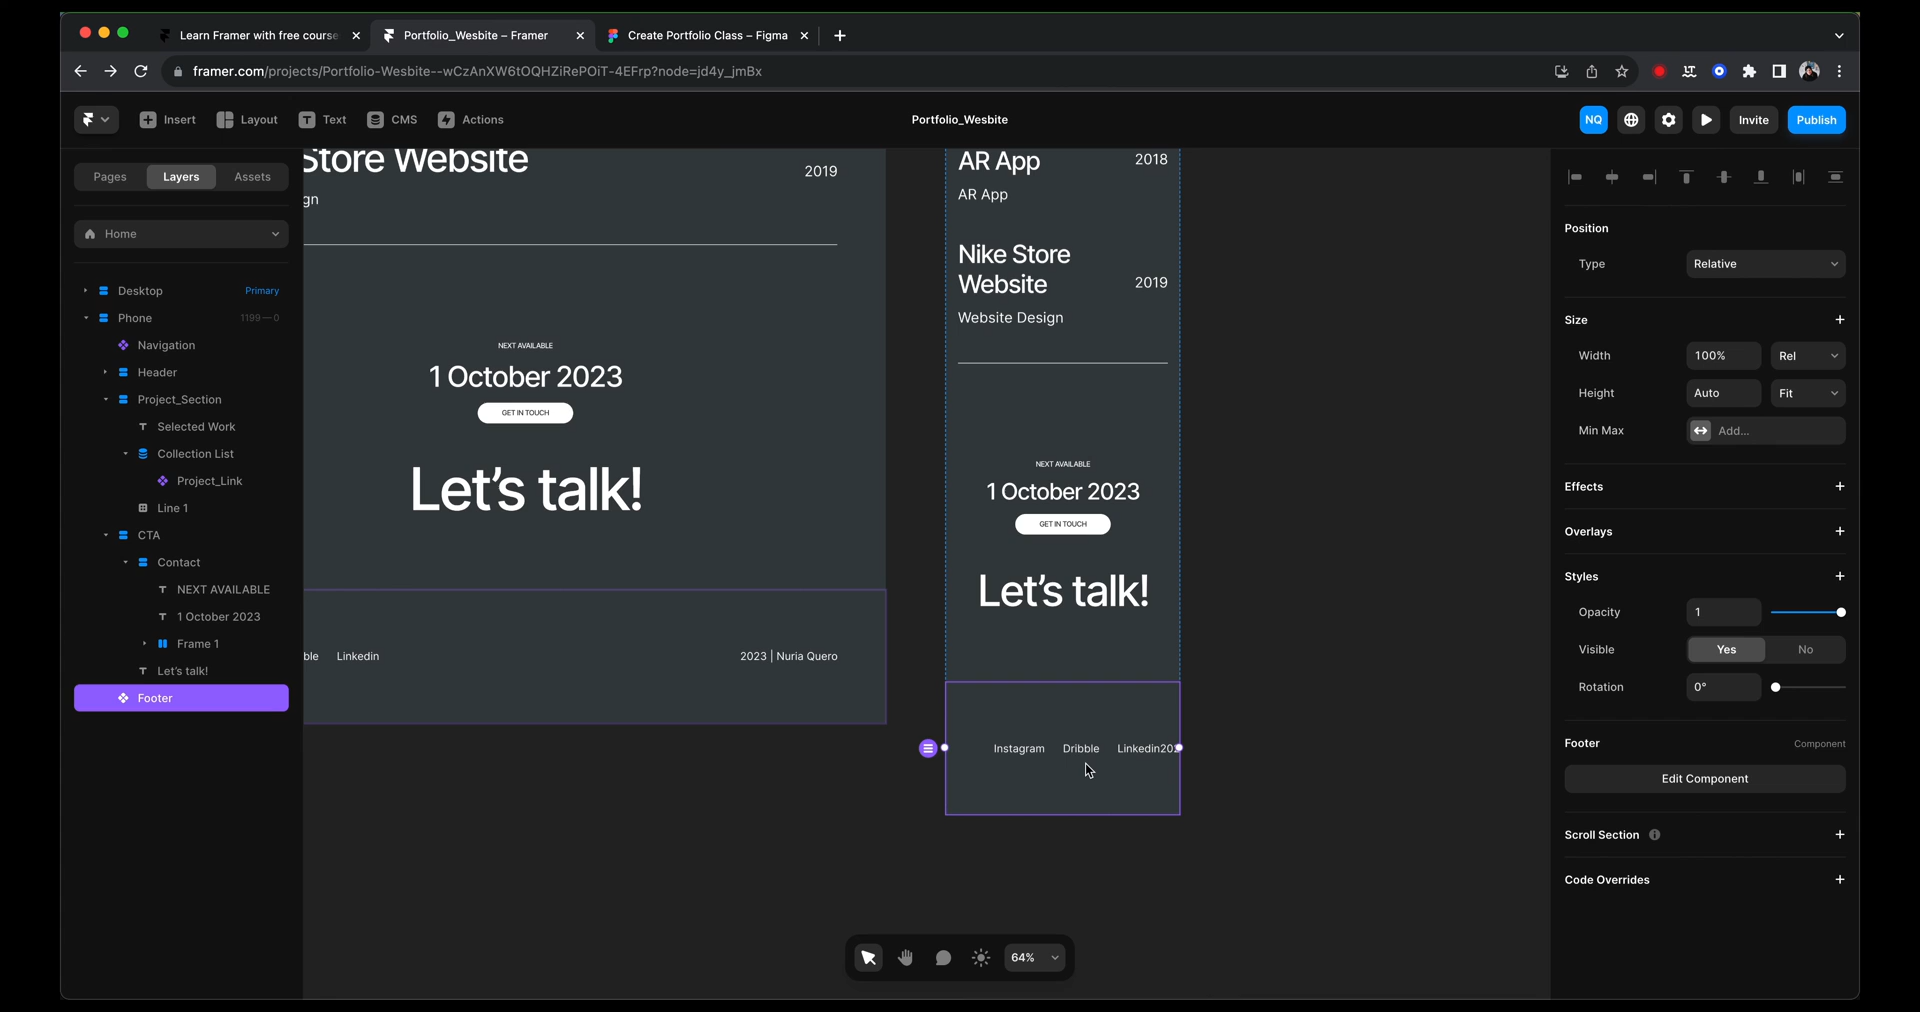 Learn Framer with free course
Portfolio_Wesbite – Framer
Create Portfolio Class – Figma
framer.com/projects/Portfolio-Wesbite--wCzAnXW6tOQHZiRePOiT-4EFrp?node=jd4y_jmBx
Insert
Layout
Text
CMS
Actions
Portfolio_Wesbite
NQ
Invite
Publish
Pages
Layers
Assets
Home
Desktop
Primary
Phone
1199—0
Navigation
Header
Project_Section
Selected Work
Collection List
Project_Link
Line 1
CTA
Contact
NEXT AVAILABLE
1 October 2023
Frame 1
Let's talk!
Footer
Store Website
2019
gn
NEXT AVAILABLE
1 October 2023
GET IN TOUCH
Let's talk!
ble
Linkedin
2023 | Nuria Quero
AR App
2018
AR App
Nike Store
Website
2019
Website Design
NEXT AVAILABLE
1 October 2023
GET IN TOUCH
Let's talk!
Instagram
Dribble
Linkedin202
64%
Position
Type
Relative
Size
Width
100%
Rel
Height
Auto
Fit
Min Max
Add...
Effects
Overlays
Styles
Opacity
1
Visible
Yes
No
Rotation
0°
Footer
Component
Edit Component
Scroll Section
Code Overrides